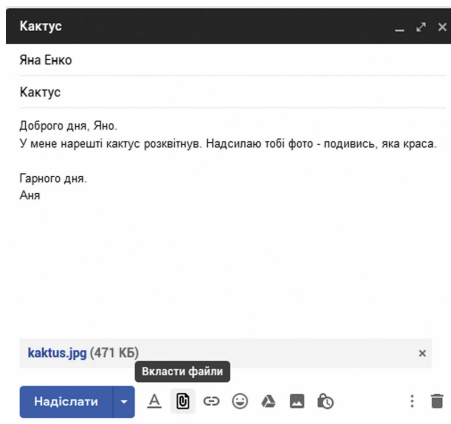 Кактус
Яна Енко
Кактус
Доброго дня, Яно.
У мене нарешті кактус розквітнув. Надсилаю тобі фото - подивись, яка краса.
Гарного дня.
Аня
kaktus.jpg (471 КБ)
Вкласти файли
Надіслати